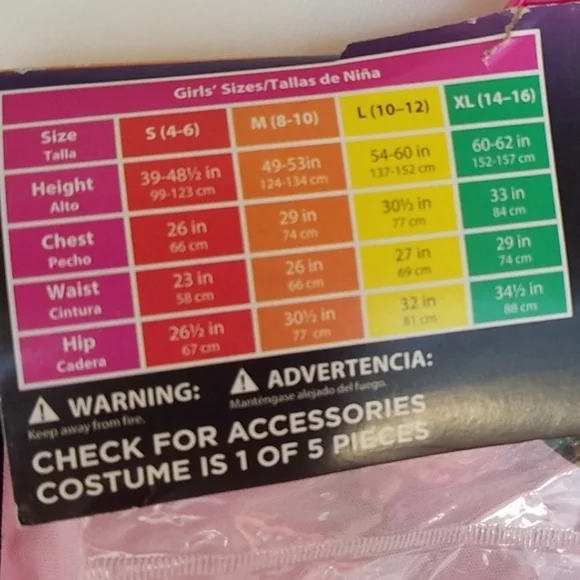 Girls' Sizes/Tallas de Niña
Size S (4-6) M (8-10) L (10–12) XL (14–16)
Talla
Height 39-48½ in 49-53in 54-60 in 60-62 in
Alto 99-123 cm 124-134 cm 137-152 cm 152-157 cm
Chest 26 in 29 in 30½ in 33 in
Pecho 66 cm 74 cm 77 cm 84 cm
Waist 23 in 26 in 27 in 29 in
Cintura 58 cm 66 cm 69 cm 74 cm
Hip 26½ in 30½ in 32 in 34½ in
Cadera 67 cm 77 cm 81 cm 88 cm
WARNING: ADVERTENCIA:
Keep away from fire. Manténgase alejado del fuego.
CHECK FOR ACCESSORIES
COSTUME IS 1 OF 5 PIECES